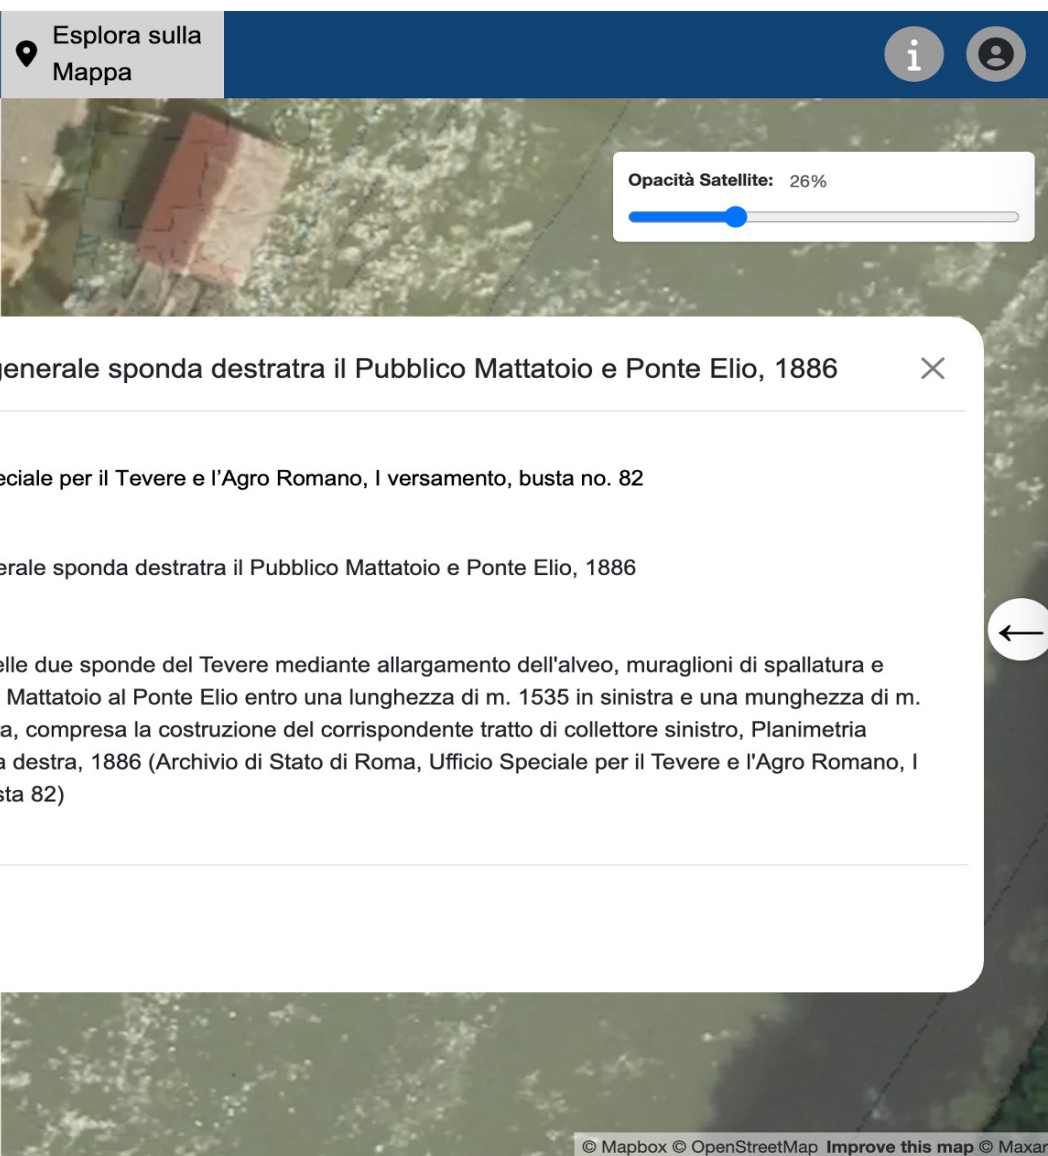 Esplora sulla
Mappa
i
Opacità Satellite: 26%
generale sponda destratra il Pubblico Mattatoio e Ponte Elio, 1886
eciale per il Tevere e l'Agro Romano, I versamento, busta no. 82
erale sponda destratra il Pubblico Mattatoio e Ponte Elio, 1886
elle due sponde del Tevere mediante allargamento dell'alveo, muraglioni di spallatura e
Mattatoio al Ponte Elio entro una lunghezza di m. 1535 in sinistra e una munghezza di m.
ra, compresa la costruzione del corrispondente tratto di collettore sinistro, Planimetria
a destra, 1886 (Archivio di Stato di Roma, Ufficio Speciale per il Tevere e l'Agro Romano, I
sta 82)
© Mapbox © OpenStreetMap Improve this map © Maxar